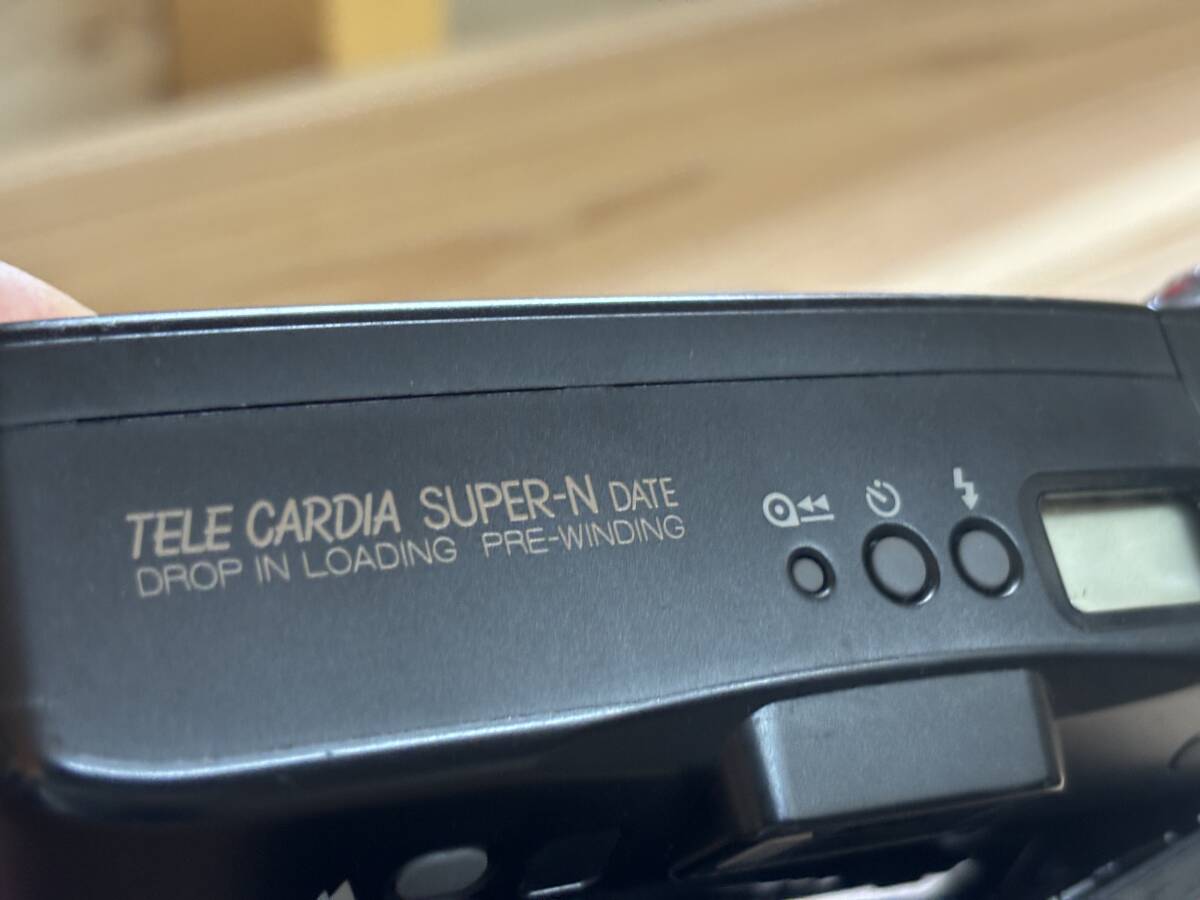 TELE CARDIA SUPER-N DATE
DROP IN LOADING PRE-WINDING